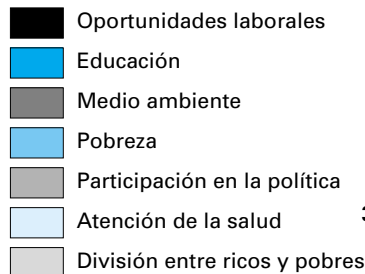 Oportunidades laborales
Educación
Medio ambiente
Pobreza
Participación en la política
Atención de la salud
División entre ricos y pobres